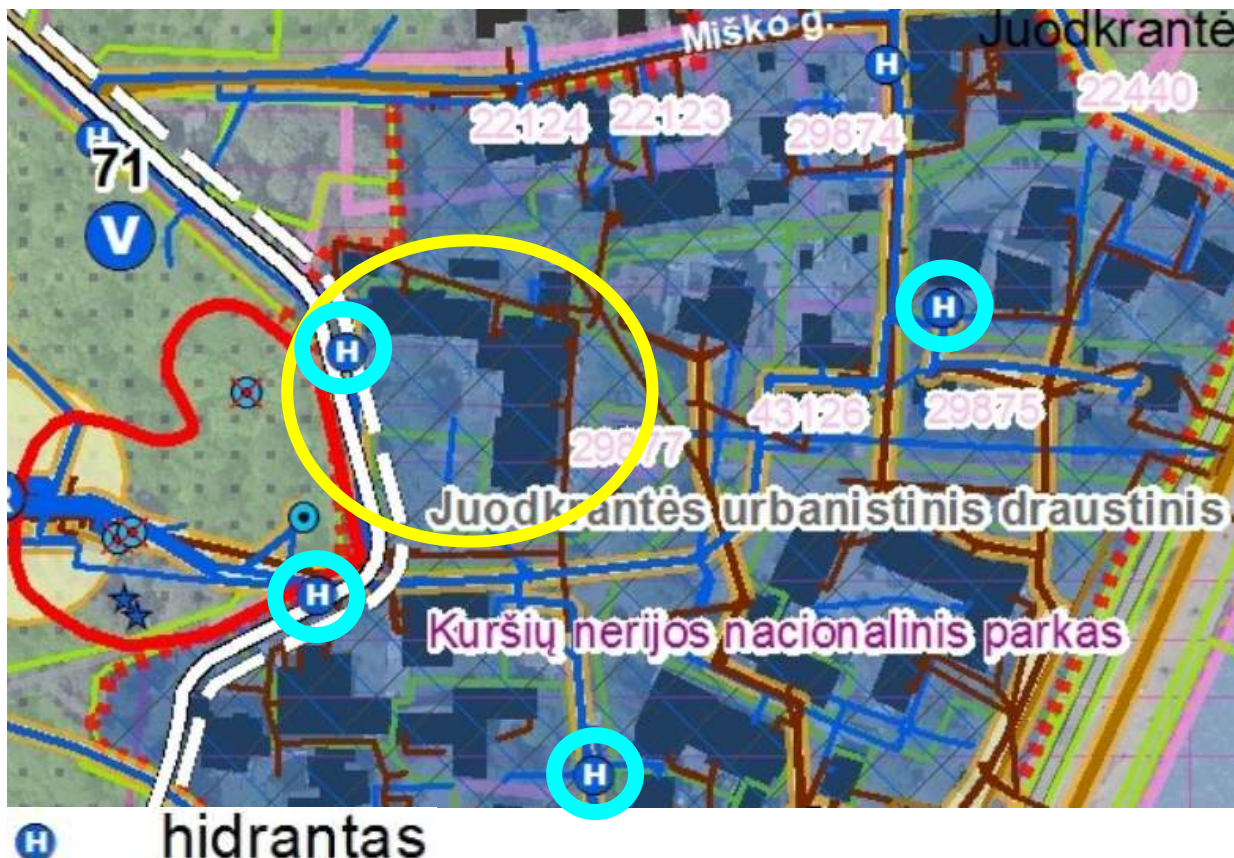 Miško g.
Juodkrantė
H
22124
22123
29874
22440
H
71
V
H
H
43126
29875
29877
Juodkrantės urbanistinis draustinis
H
Kuršių nerijos nacionalinis parkas
H
H hidrantas